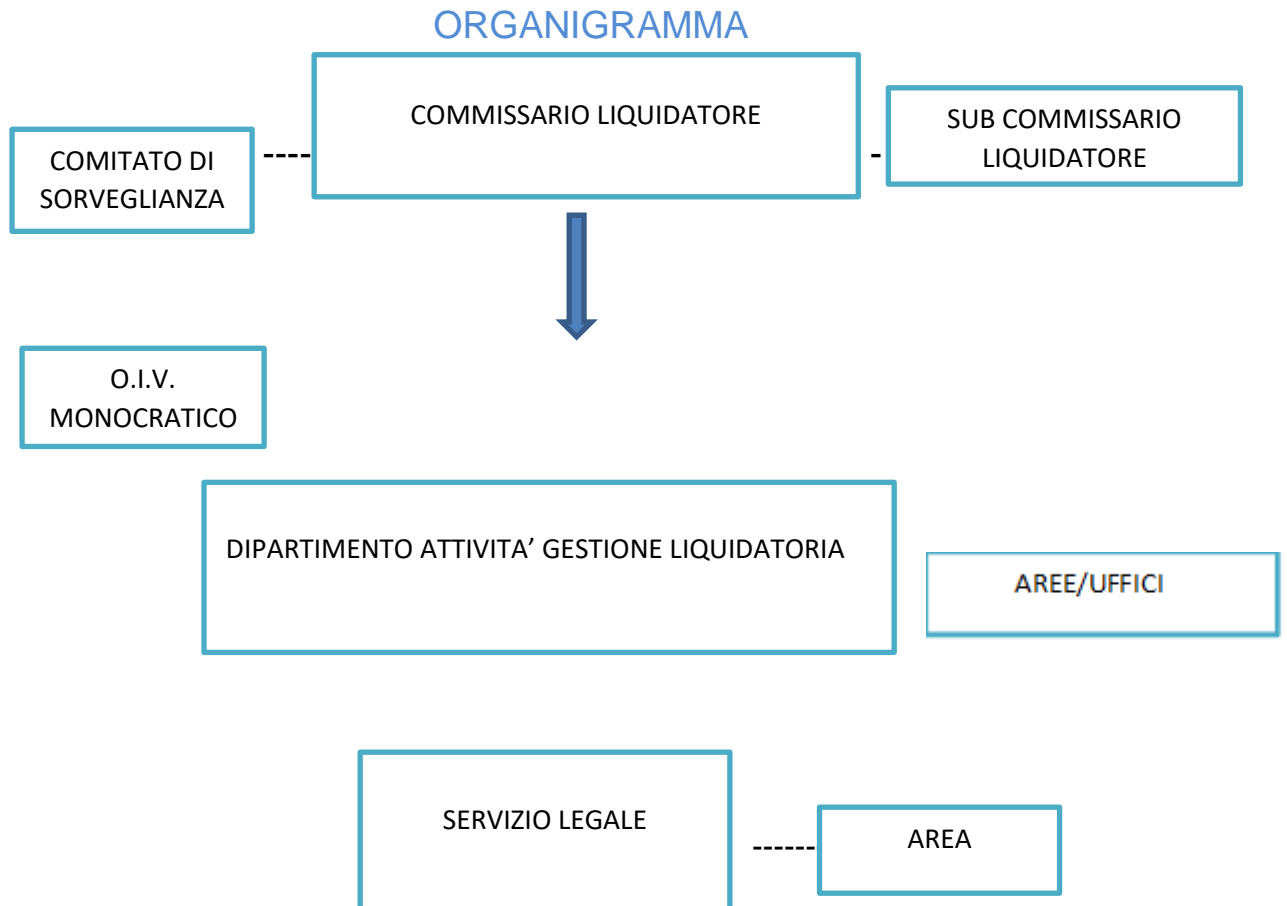 ORGANIGRAMMA
COMMISSARIO LIQUIDATORE
SUB COMMISSARIO
LIQUIDATORE
COMITATO DI
SORVEGLIANZA
O.I.V.
MONOCRATICO
DIPARTIMENTO ATTIVITA’ GESTIONE LIQUIDATORIA
AREE/UFFICI
SERVIZIO LEGALE
AREA